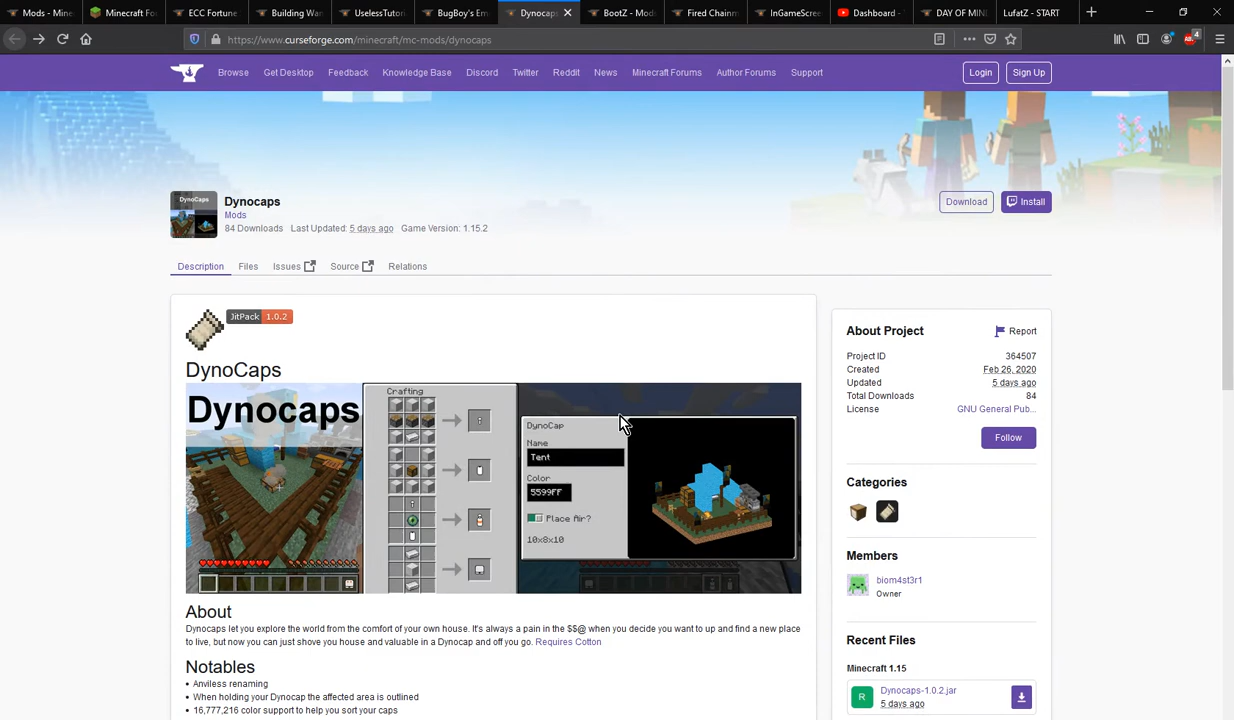 Mods - Mine
Minecraft Fo
ECC Fortune
Building Wan
UselessTutor
BugBoy's Em
Dynocaps
BootZ - Mod
Fired Chainm
InGameScree
Dashboard -
DAY OF MIN
LufatZ - START
https://www.curseforge.com/minecraft/mc-mods/dynocaps
4
Browse
Get Desktop
Feedback
Knowledge Base
Discord
Twitter
Reddit
News
Minecraft Forums
Author Forums
Support
Login
Sign Up
DynoCaps
Dynocaps
Mods
84 Downloads Last Updated: 5 days ago Game Version: 1.15.2
Download
Install
Description
Files
Issues
Source
Relations
JitPack 1.0.2
DynoCaps
Dynocaps
Crafting
DynoCap
Name
Tent
Color
5599FF
Place Air?
10x8x10
About
Dynocaps let you explore the world from the comfort of your own house. It's always a pain in the $$@ when you decide you want to up and find a new place
to live, but now you can just shove you house and valuable in a Dynocap and off you go. Requires Cotton
Notables
• Anviless renaming
• When holding your Dynocap the affected area is outlined
• 16,777,216 color support to help you sort your caps
About Project
Report
Project ID 364507
Created Feb 26, 2020
Updated 5 days ago
Total Downloads 84
License GNU General Pub...
Follow
Categories
Members
biom4st3r1
Owner
Recent Files
Minecraft 1.15
R
Dynocaps-1.0.2.jar
5 days ago